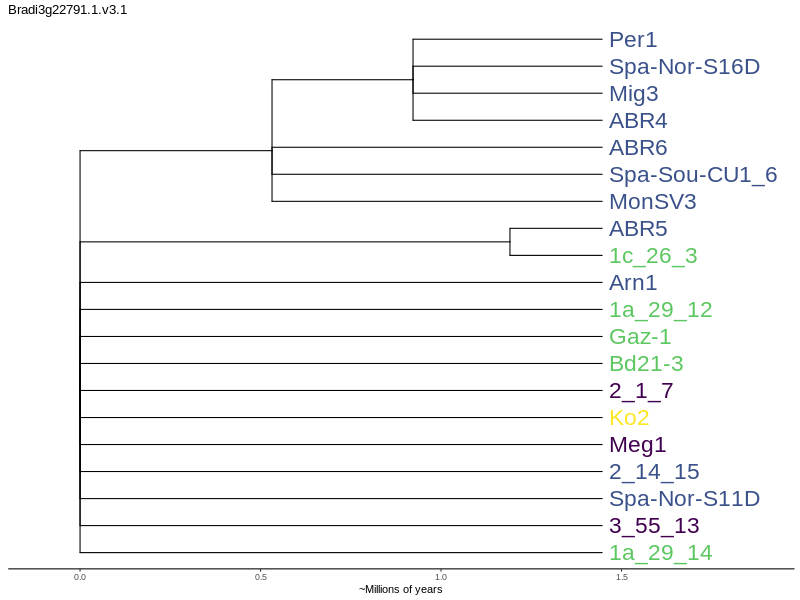 Bradi3g22791.1.v3.1
Per1
Spa-Nor-S16D
Mig3
ABR4
ABR6
Spa-Sou-CU1_6
MonSV3
ABR5
1c_26_3
Arn1
1a_29_12
Gaz-1
Bd21-3
2_1_7
Ko2
Meg1
2_14_15
Spa-Nor-S11D
3_55_13
1a_29_14
0.0 0.5 1.0 1.5
~Millions of years